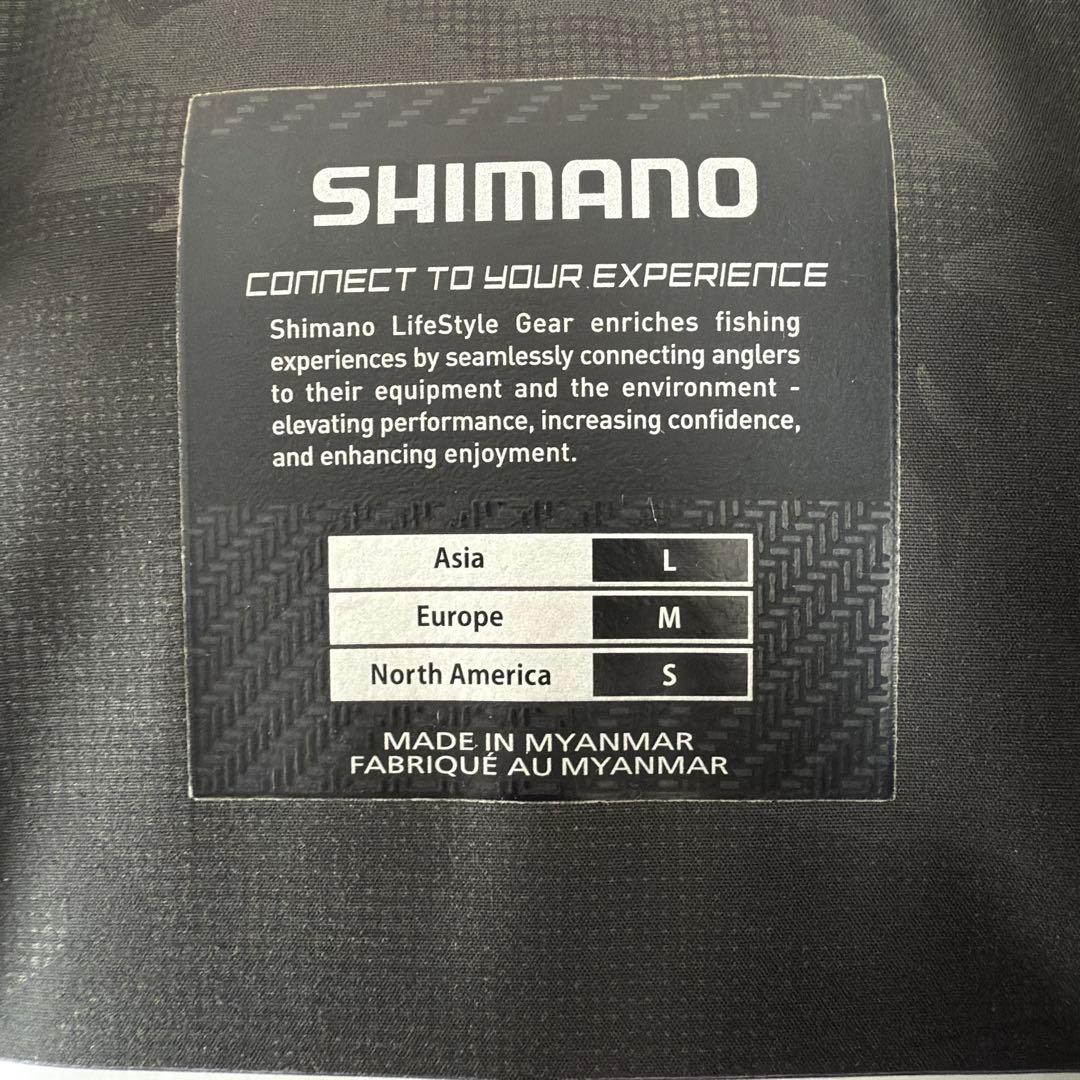 SHIMANO
CONNECT TO YOUR EXPERIENCE
Shimano LifeStyle Gear enriches fishing
experiences by seamlessly connecting anglers
to their equipment and the environment -
elevating performance, increasing confidence,
and enhancing enjoyment.
Asia L
Europe M
North America S
MADE IN MYANMAR
FABRIQUÉ AU MYANMAR